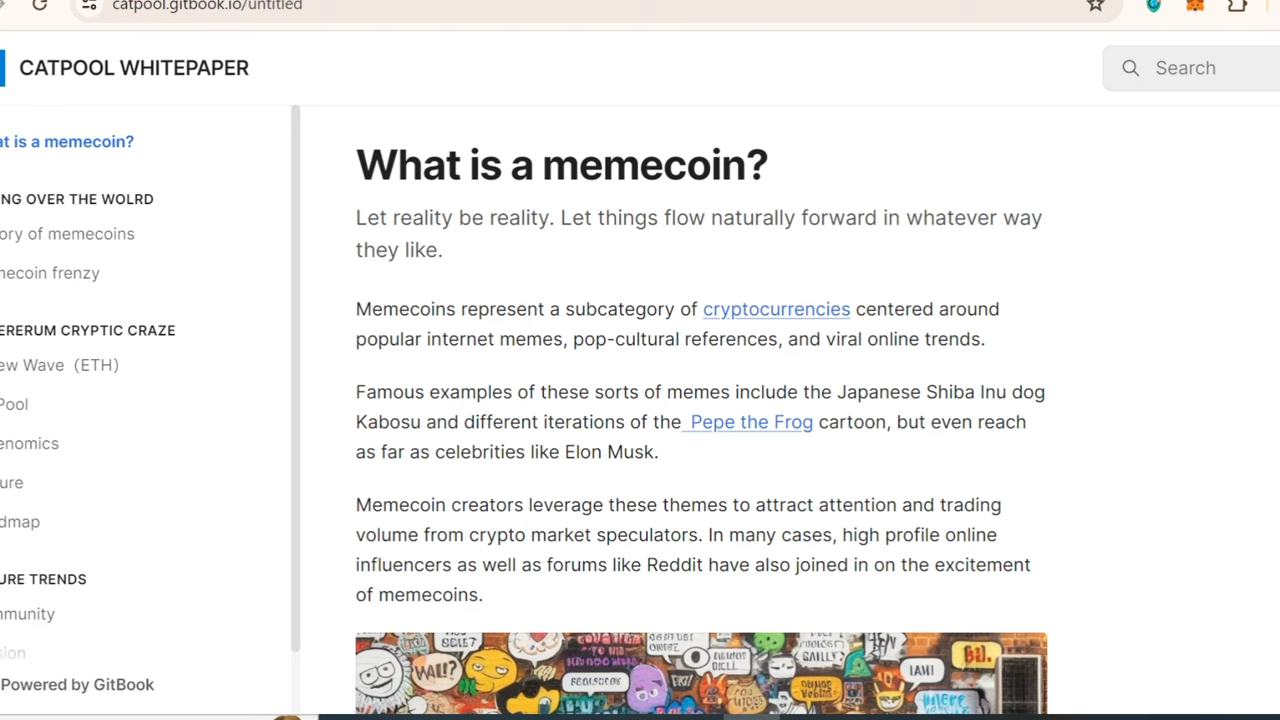 catpool.gitbook.io/untitled
CATPOOL WHITEPAPER
Search
at is a memecoin?
NG OVER THE WOLRD
ory of memecoins
mecoin frenzy
ERERUM CRYPTIC CRAZE
ew Wave（ETH）
Pool
enomics
ure
dmap
URE TRENDS
mmunity
sion
Powered by GitBook
What is a memecoin?
Let reality be reality. Let things flow naturally forward in whatever way
they like.
Memecoins represent a subcategory of cryptocurrencies centered around
popular internet memes, pop-cultural references, and viral online trends.
Famous examples of these sorts of memes include the Japanese Shiba Inu dog
Kabosu and different iterations of the Pepe the Frog cartoon, but even reach
as far as celebrities like Elon Musk.
Memecoin creators leverage these themes to attract attention and trading
volume from crypto market speculators. In many cases, high profile online
influencers as well as forums like Reddit have also joined in on the excitement
of memecoins.